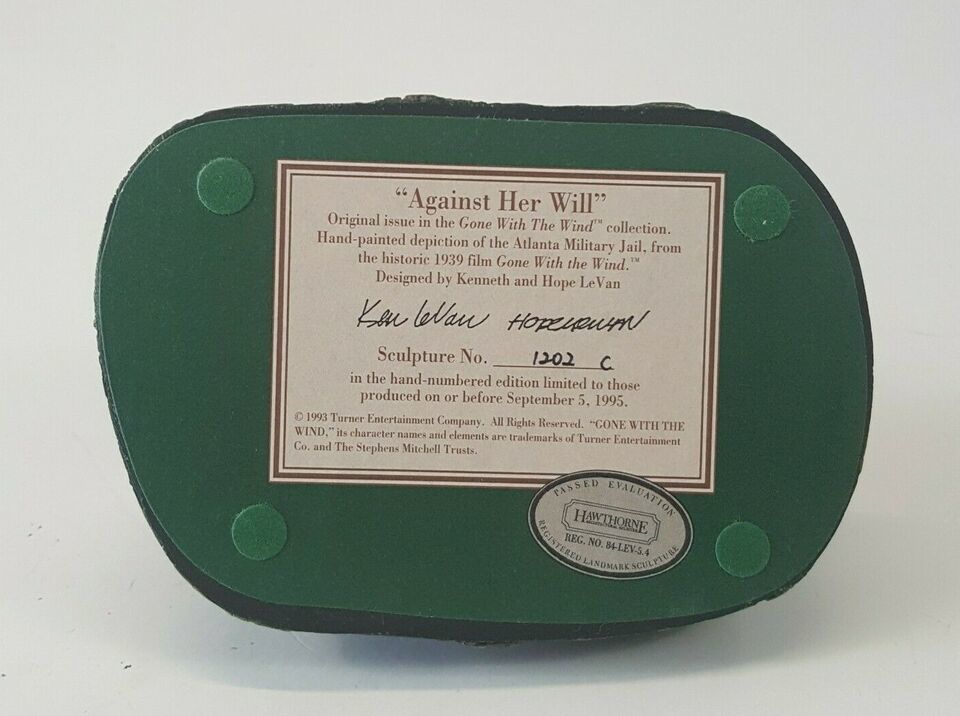 “Against Her Will”
Original issue in the Gone With The Wind™ collection.
Hand-painted depiction of the Atlanta Military Jail, from
the historic 1939 film Gone With the Wind.™
Designed by Kenneth and Hope LeVan
Ken LeVan HOPE LEVAN
Sculpture No. 1202 C
in the hand-numbered edition limited to those
produced on or before September 5, 1995.
© 1993 Turner Entertainment Company. All Rights Reserved. “GONE WITH THE
WIND,” its character names and elements are trademarks of Turner Entertainment
Co. and The Stephens Mitchell Trusts.
PASSED EVALUATION
HAWTHORNE
REG. NO. 84-LEV-5.4
REGISTERED LANDMARK SCULPTURE